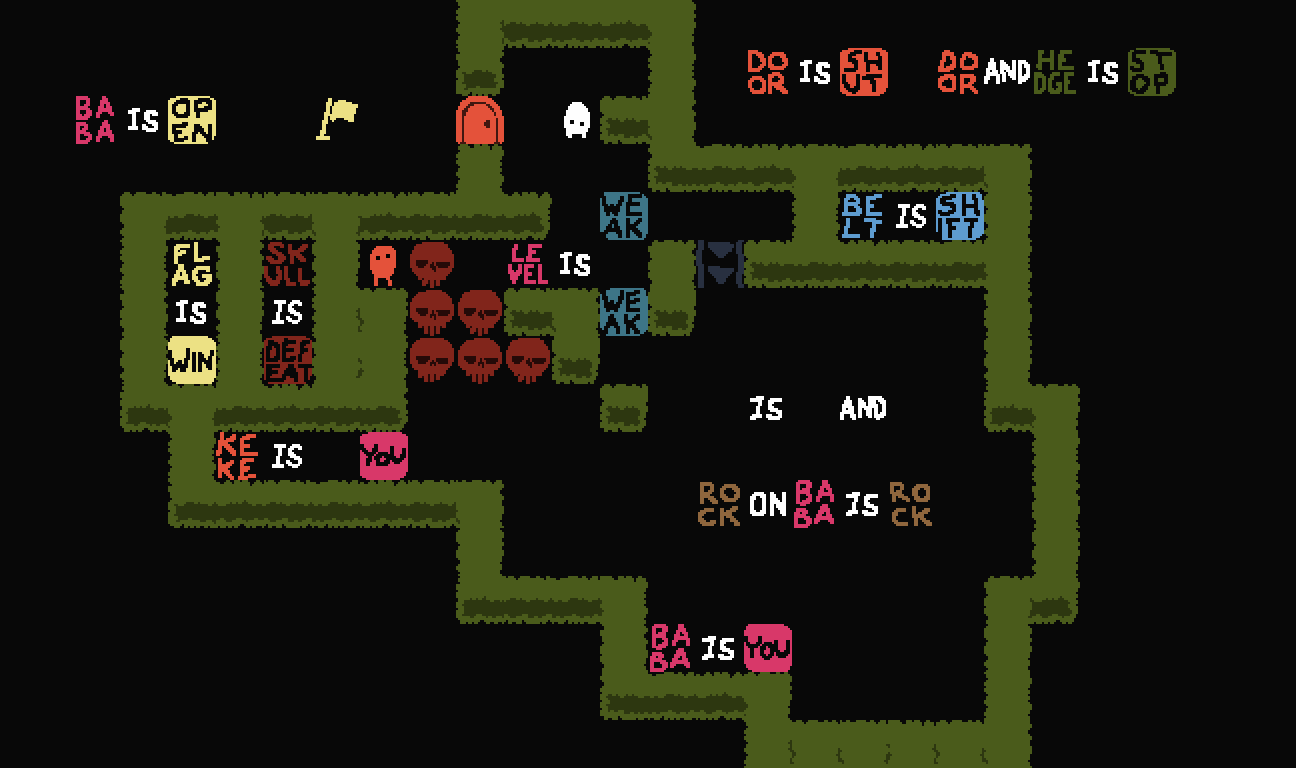 DOOR IS SHUT DOOR AND HEDGE IS STOP
BABA IS OPEN
WEAK BELT IS SHIFT
FLAG SKULL LEVEL IS
IS IS WEAK
WIN DEFEAT
IS AND
KEKE IS YOU
ROCK ON BABA IS ROCK
BABA IS YOU